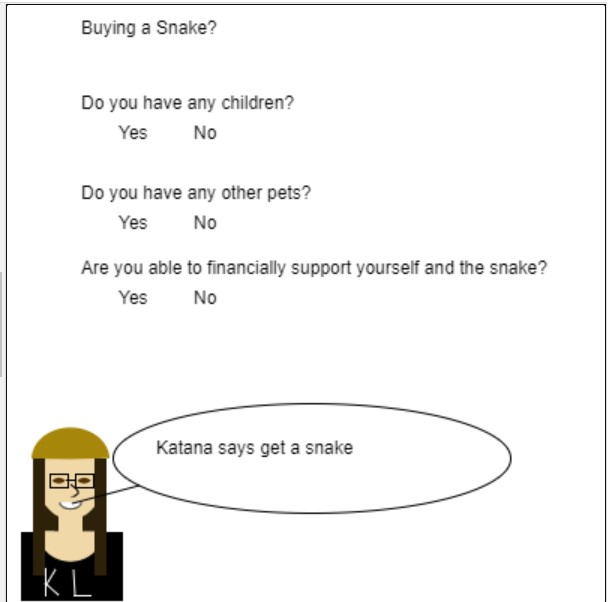 Buying a Snake?
Do you have any children?
Yes No
Do you have any other pets?
Yes No
Are you able to financially support yourself and the snake?
Yes No
Katana says get a snake
K L